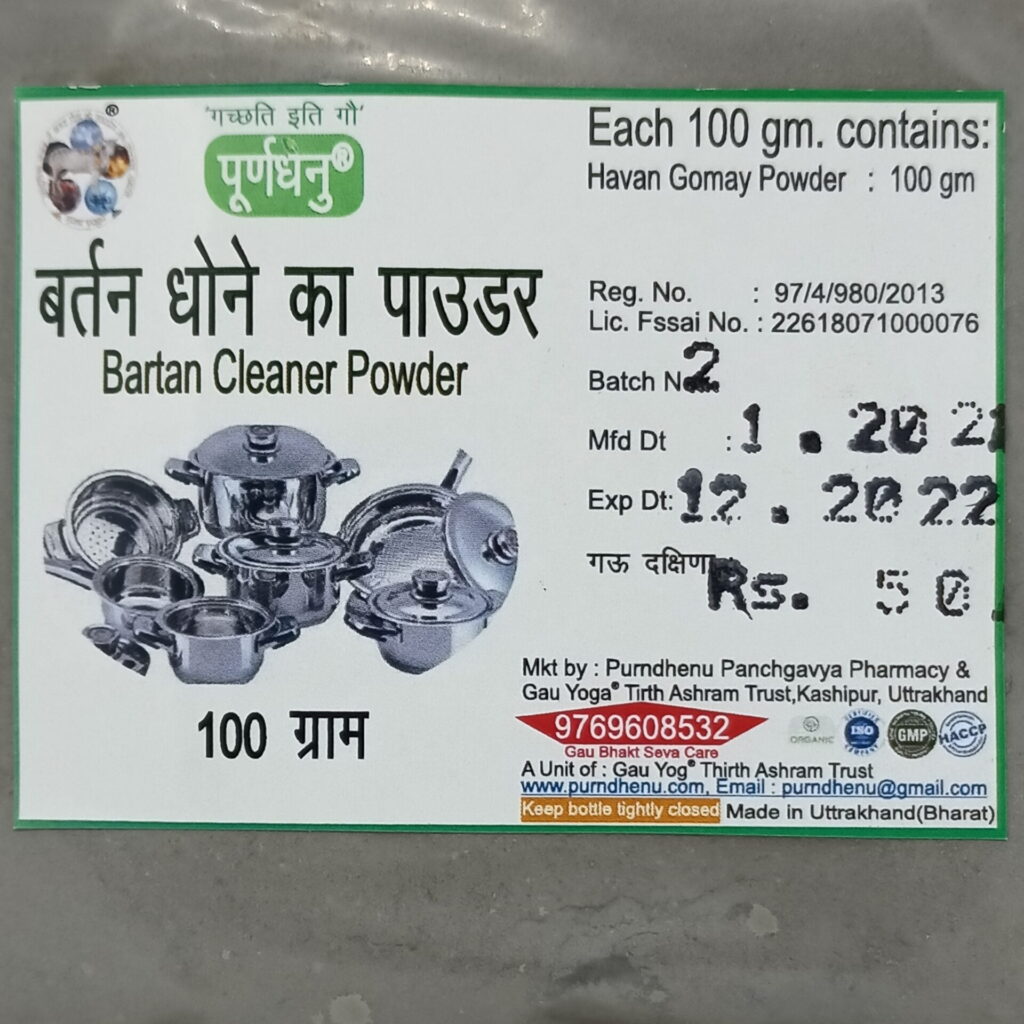 'गच्छति इति गौ'
पूर्णधेनु®
बर्तन धोने का पाउडर
Bartan Cleaner Powder
100 ग्राम
Each 100 gm. contains:
Havan Gomay Powder : 100 gm
Reg. No. : 97/4/980/2013
Lic. Fssai No. : 22618071000076
Batch No 2
Mfd Dt : 1 . 2021
Exp Dt: 12 . 2022
गऊ दक्षिणा Rs. 50.
Mkt by : Purndhenu Panchgavya Pharmacy &
Gau Yoga® Tirth Ashram Trust,Kashipur, Uttrakhand
9769608532
Gau Bhakt Seva Care
ORGANIC
ISO
GMP
HACCP
A Unit of : Gau Yog® Thirth Ashram Trust
www.purndhenu.com, Email : purndhenu@gmail.com
Keep bottle tightly closed Made in Uttrakhand(Bharat)